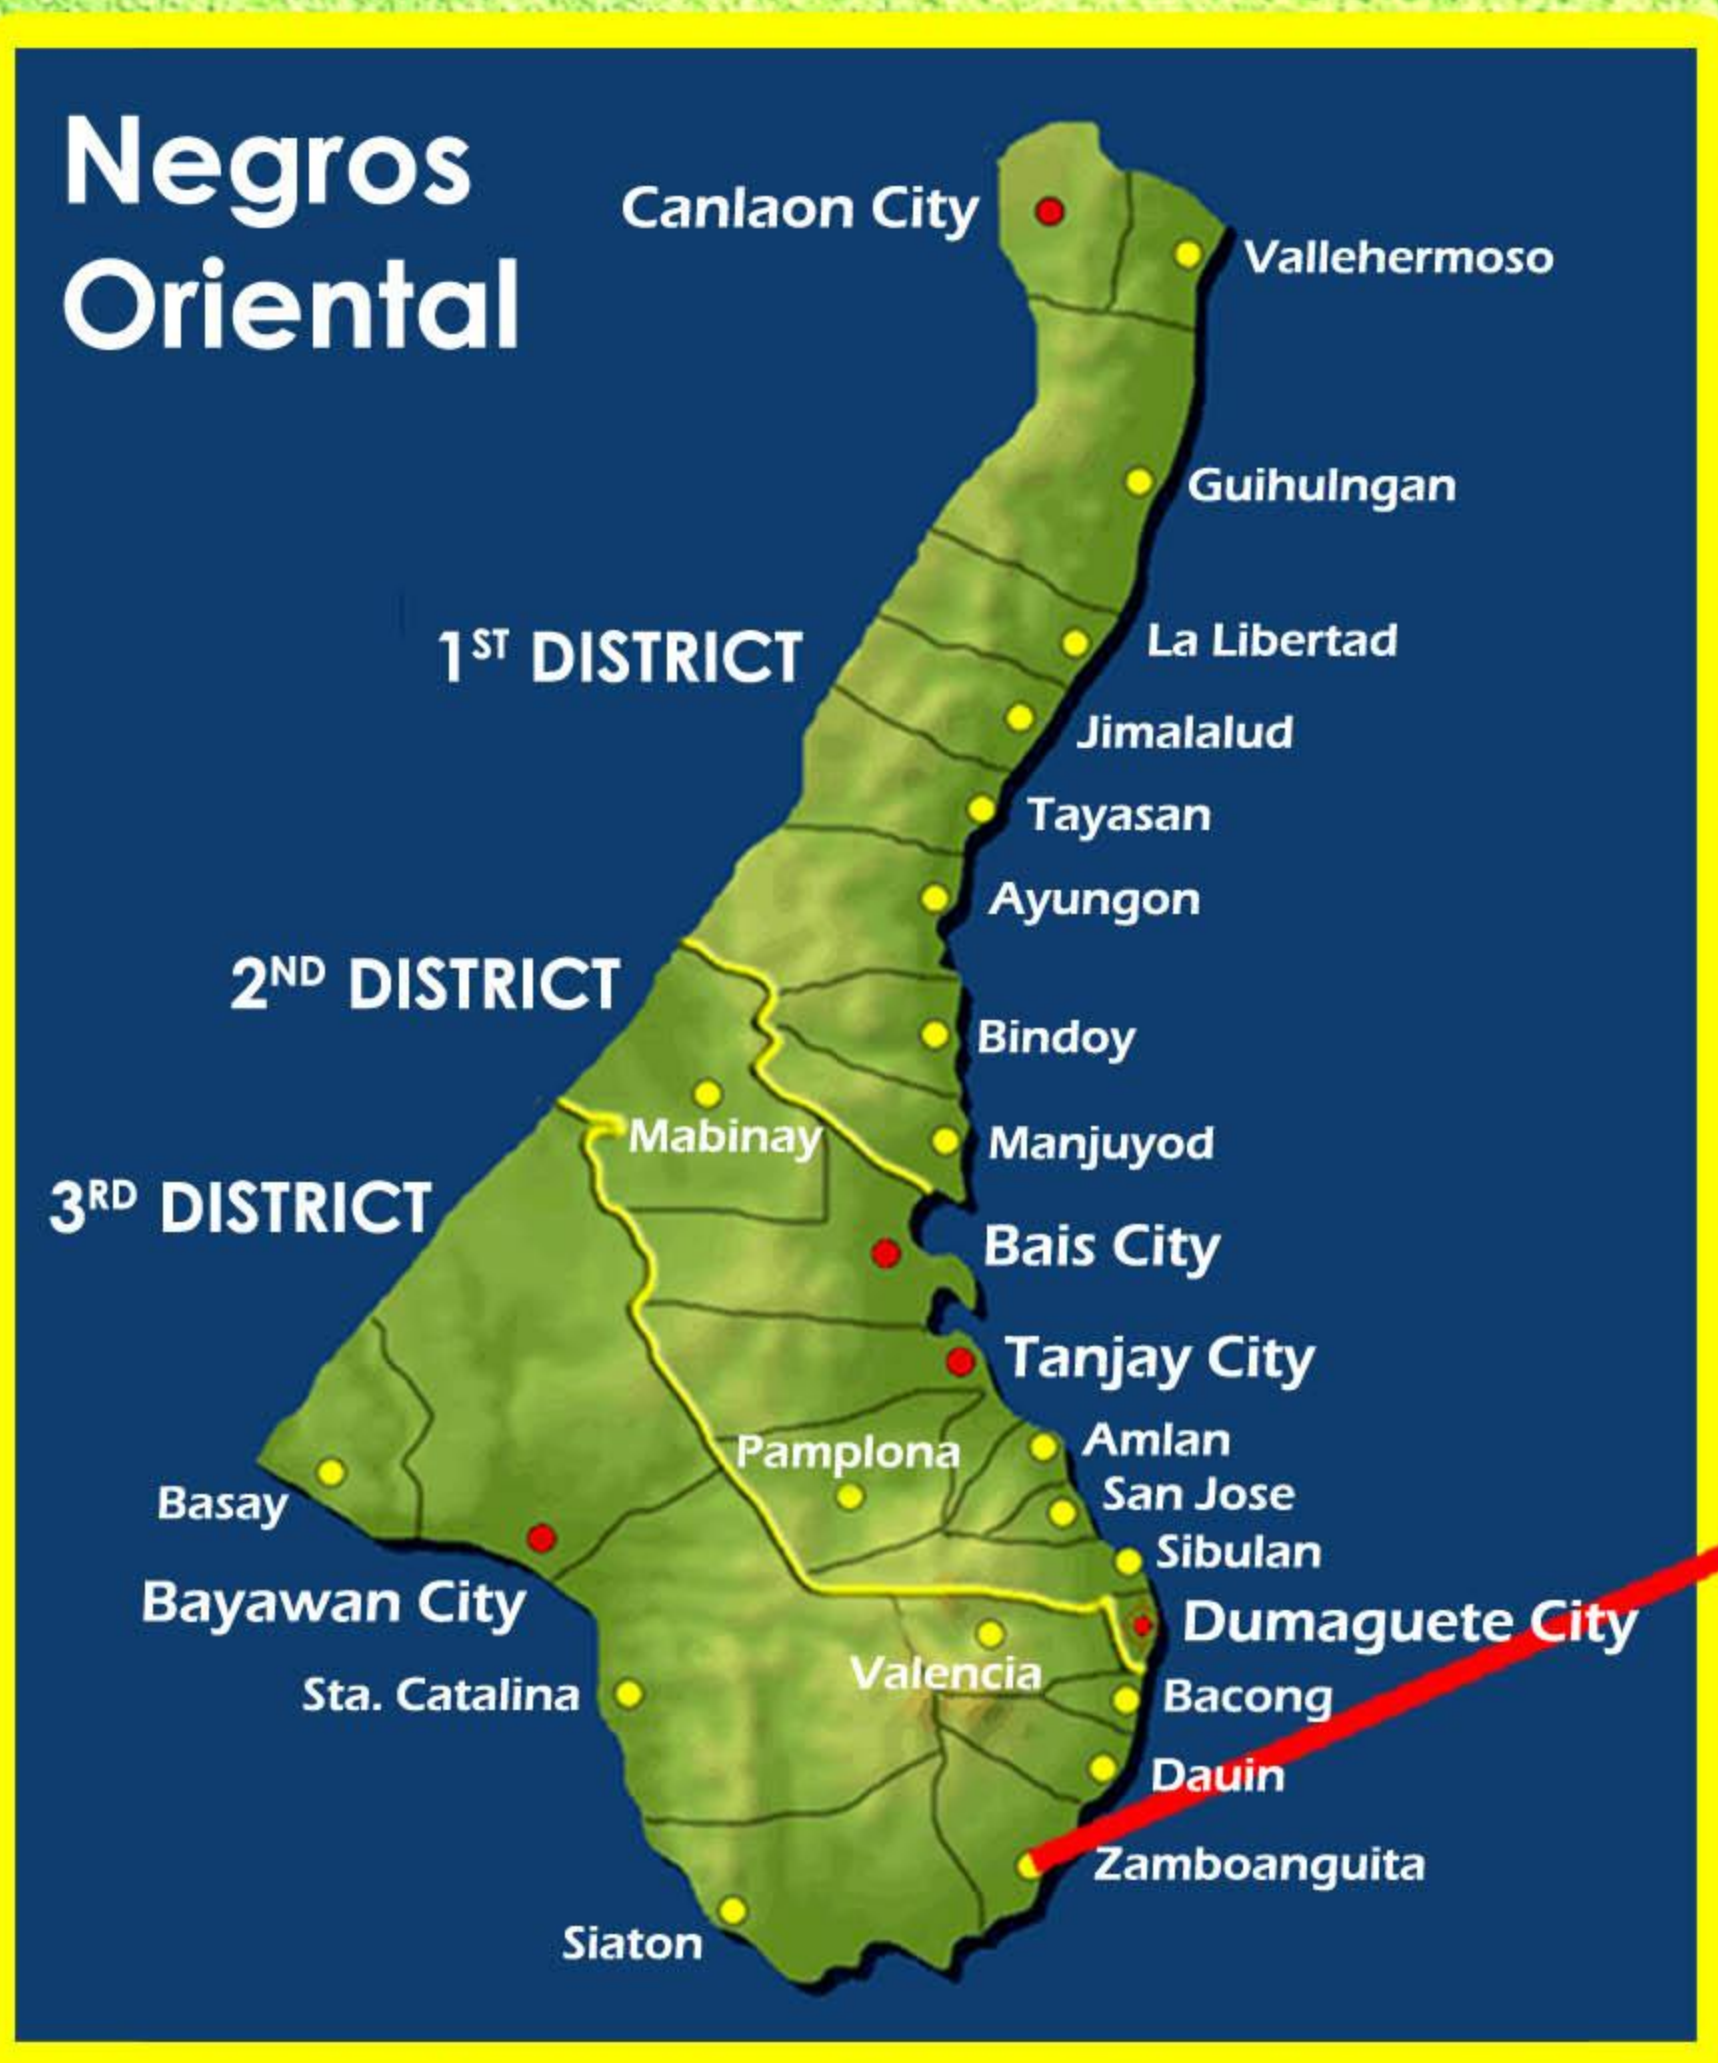 Negros
Oriental
Canlaon City
Vallehermoso
Guihulngan
1ST DISTRICT
La Libertad
Jimalalud
Tayasan
Ayungon
2ND DISTRICT
Bindoy
Mabinay
Manjuyod
3RD DISTRICT
Bais City
Tanjay City
Amlan
Pamplona
San Jose
Basay
Sibulan
Bayawan City
Dumaguete City
Valencia
Sta. Catalina
Bacong
Dauin
Zamboanguita
Siaton